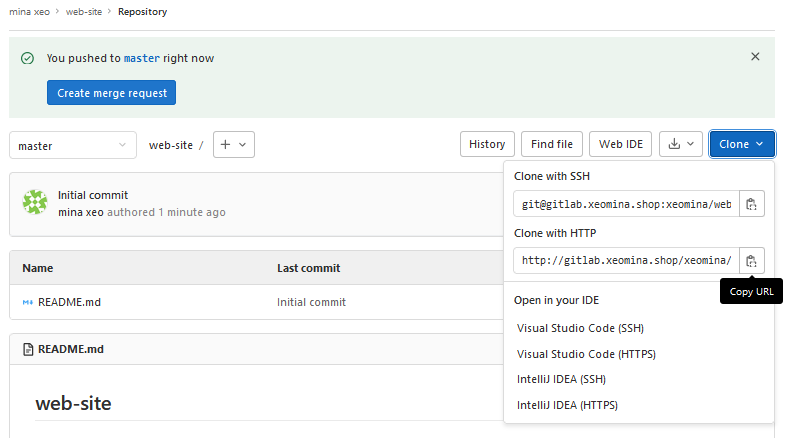 mina xeo > web-site > Repository
You pushed to master right now
Create merge request
master
web-site / +
History
Find file
Web IDE
Clone
Initial commit
mina xeo authored 1 minute ago
Clone with SSH
git@gitlab.xeomina.shop:xeomina/web
Clone with HTTP
http://gitlab.xeomina.shop/xeomina/
Copy URL
Name
Last commit
README.md
Initial commit
Open in your IDE
Visual Studio Code (SSH)
Visual Studio Code (HTTPS)
IntelliJ IDEA (SSH)
IntelliJ IDEA (HTTPS)
README.md
web-site